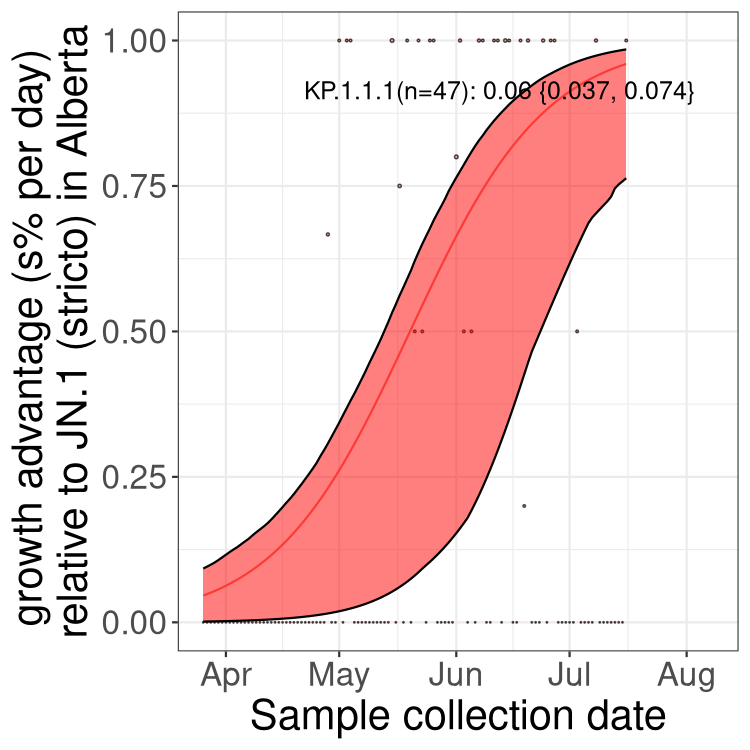 growth advantage (s% per day)
relative to JN.1 (stricto) in Alberta
1.00
0.75
0.50
0.25
0.00
KP.1.1.1(n=47): 0.06 {0.037, 0.074}
Apr May Jun Jul Aug
Sample collection date